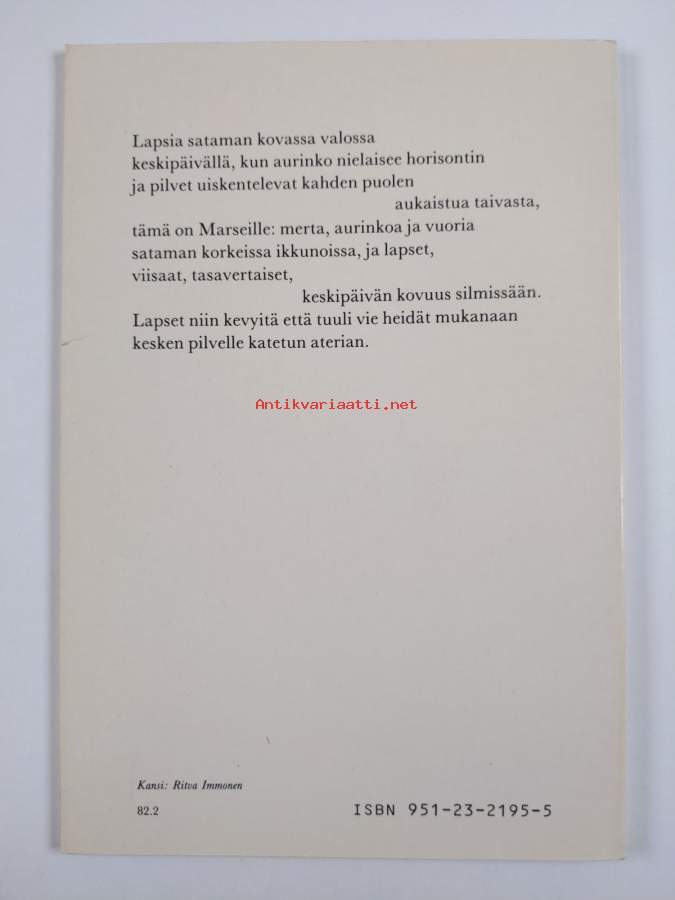 Lapsia sataman kovassa valossa
keskipäivällä, kun aurinko nielaisee horisontin
ja pilvet uiskentelevat kahden puolen
aukaistua taivasta,
tämä on Marseille: merta, aurinkoa ja vuoria
sataman korkeissa ikkunoissa, ja lapset,
viisaat, tasavertaiset,
keskipäivän kovuus silmissään.
Lapset niin kevyitä että tuuli vie heidät mukanaan
kesken pilvelle katetun aterian.
Antikvariaatti.net
Kansi: Ritva Immonen
82.2
ISBN 951-23-2195-5